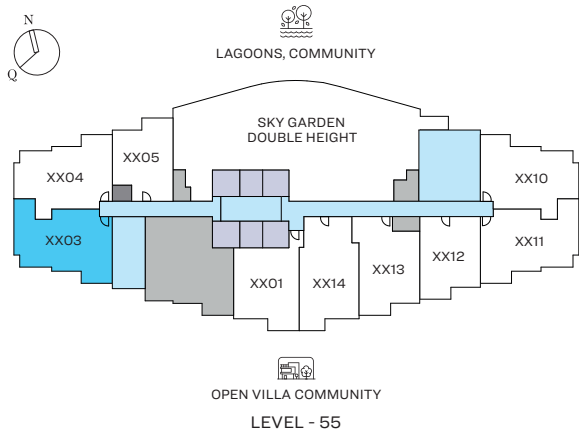 N
Q
LAGOONS, COMMUNITY
SKY GARDEN
DOUBLE HEIGHT
XX05
XX04
XX10
XX03
XX11
XX12
XX13
XX01
XX14
OPEN VILLA COMMUNITY
LEVEL - 55